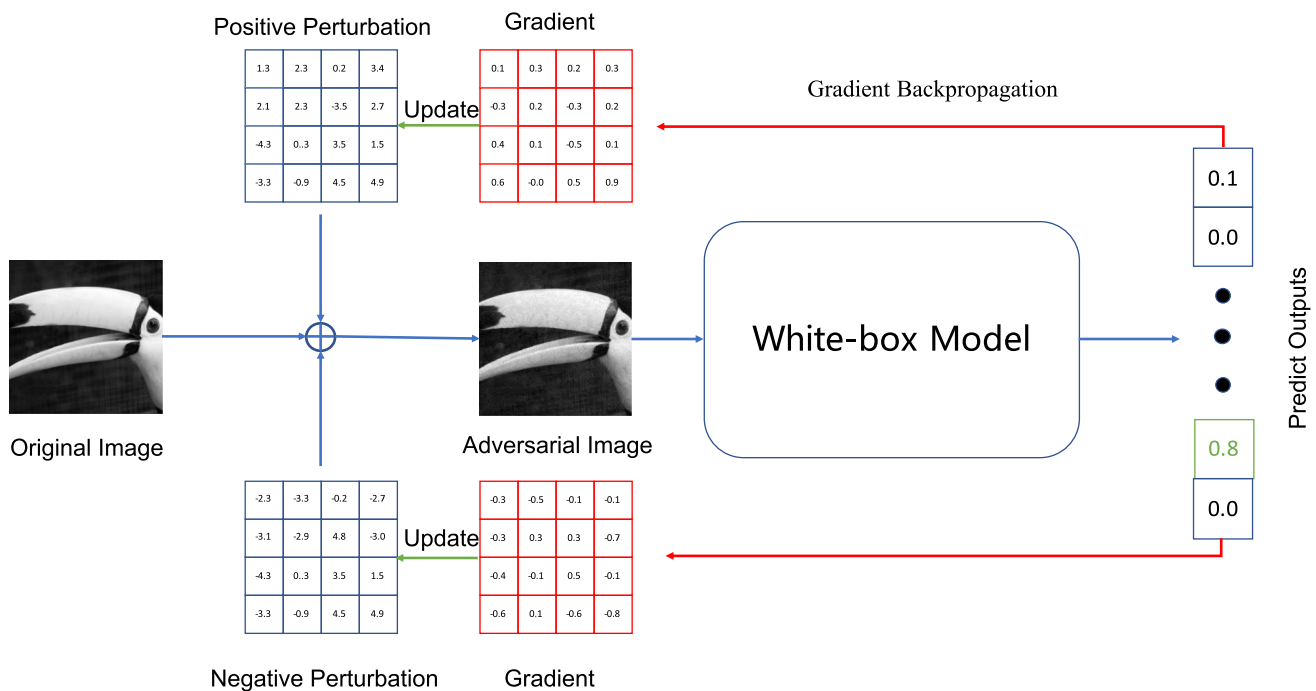 Positive Perturbation
Gradient
1.3 2.3 0.2 3.4
2.1 2.3 -3.5 2.7
-4.3 0..3 3.5 1.5
-3.3 -0.9 4.5 4.9
Update
0.1 0.3 0.2 0.3
-0.3 0.2 -0.3 0.2
0.4 0.1 -0.5 0.1
0.6 -0.0 0.5 0.9
Gradient Backpropagation
0.1
0.0
Original Image
Adversarial Image
White-box Model
Predict Outputs
0.8
0.0
-2.3 -3.3 -0.2 -2.7
-3.1 -2.9 4.8 -3.0
-4.3 0..3 3.5 1.5
-3.3 -0.9 4.5 4.9
Update
-0.3 -0.5 -0.1 -0.1
-0.3 0.3 0.3 -0.7
-0.4 -0.1 0.5 -0.1
-0.6 0.1 -0.6 -0.8
Negative Perturbation
Gradient